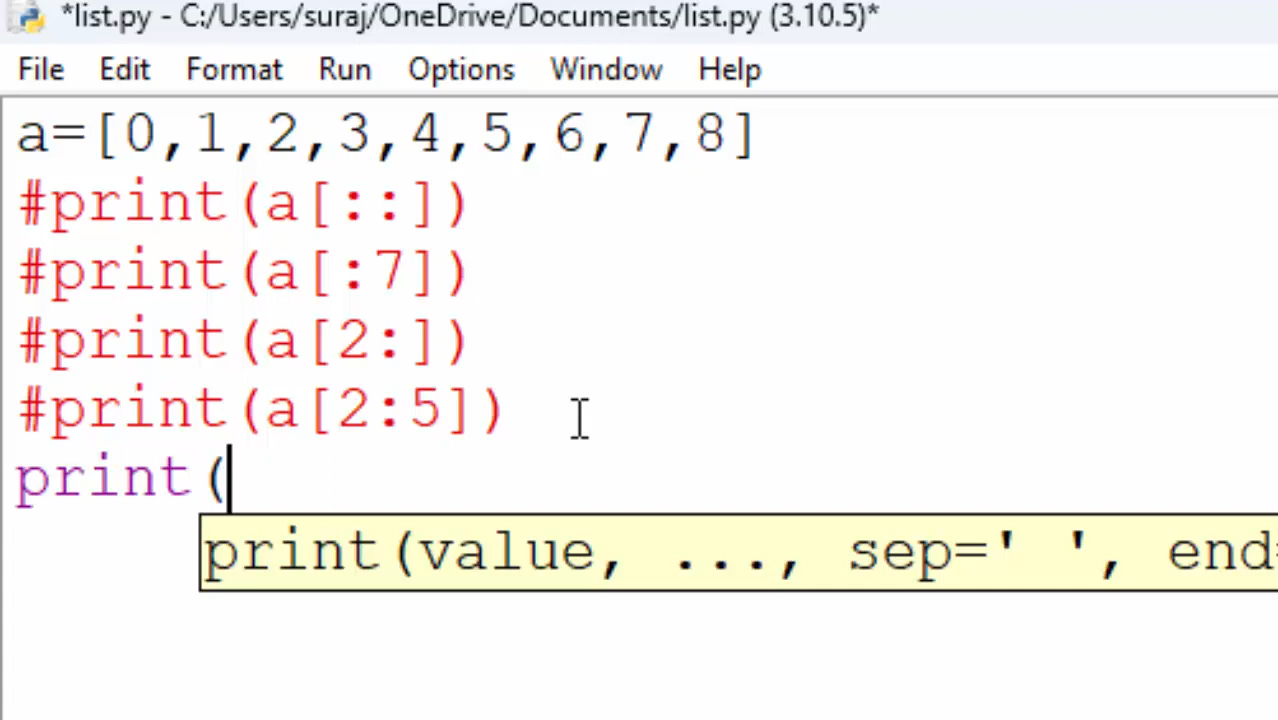 *list.py - C:/Users/suraj/OneDrive/Documents/list.py (3.10.5)*
File Edit Format Run Options Window Help
a=[0,1,2,3,4,5,6,7,8]
#print(a[::])
#print(a[:7])
#print(a[2:])
#print(a[2:5])
print(
print(value, ..., sep=' ', end=